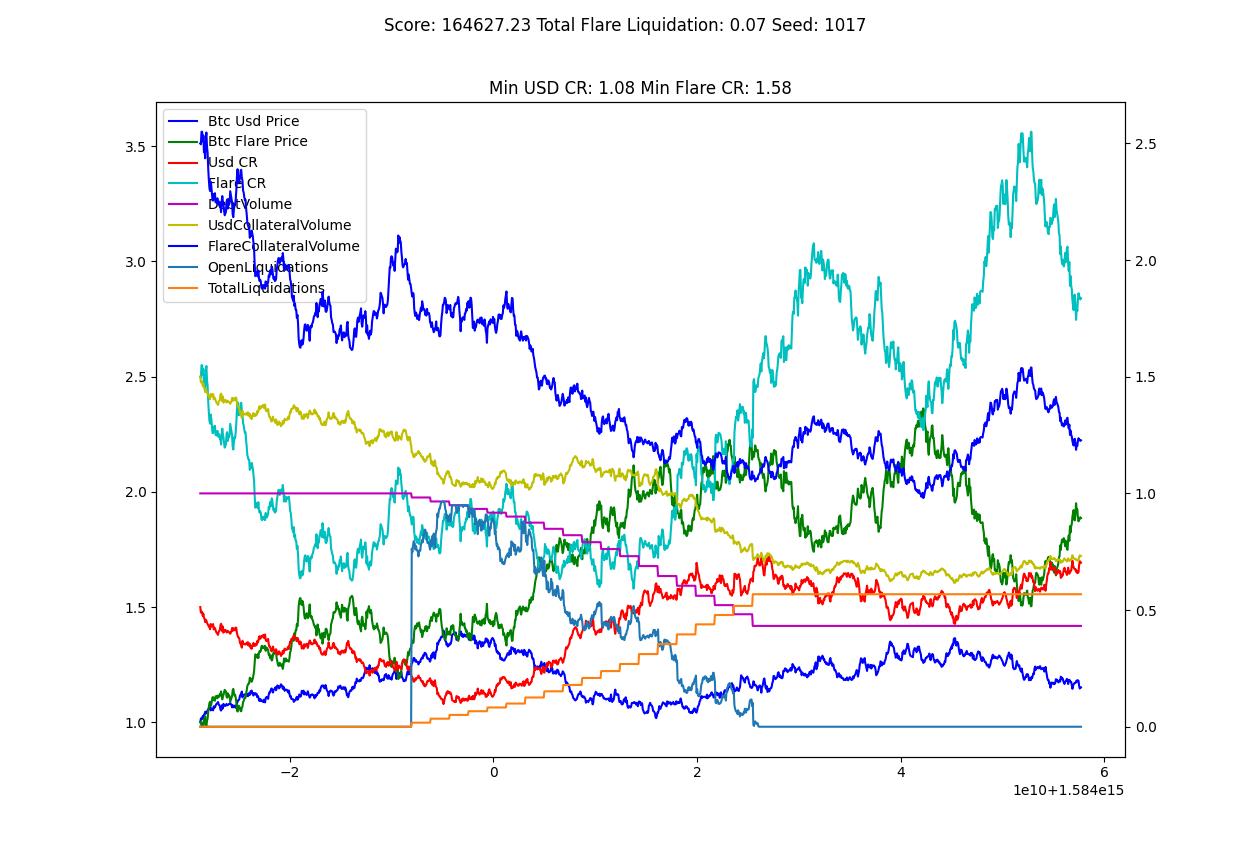 Score: 164627.23 Total Flare Liquidation: 0.07 Seed: 1017
Min USD CR: 1.08 Min Flare CR: 1.58
Btc Usd Price
Btc Flare Price
Usd CR
Flare CR
DebtVolume
UsdCollateralVolume
FlareCollateralVolume
OpenLiquidations
TotalLiquidations
3.5
3.0
2.5
2.0
1.5
1.0
2.5
2.0
1.5
1.0
0.5
0.0
−2
0
2
4
6
1e10+1.584e15